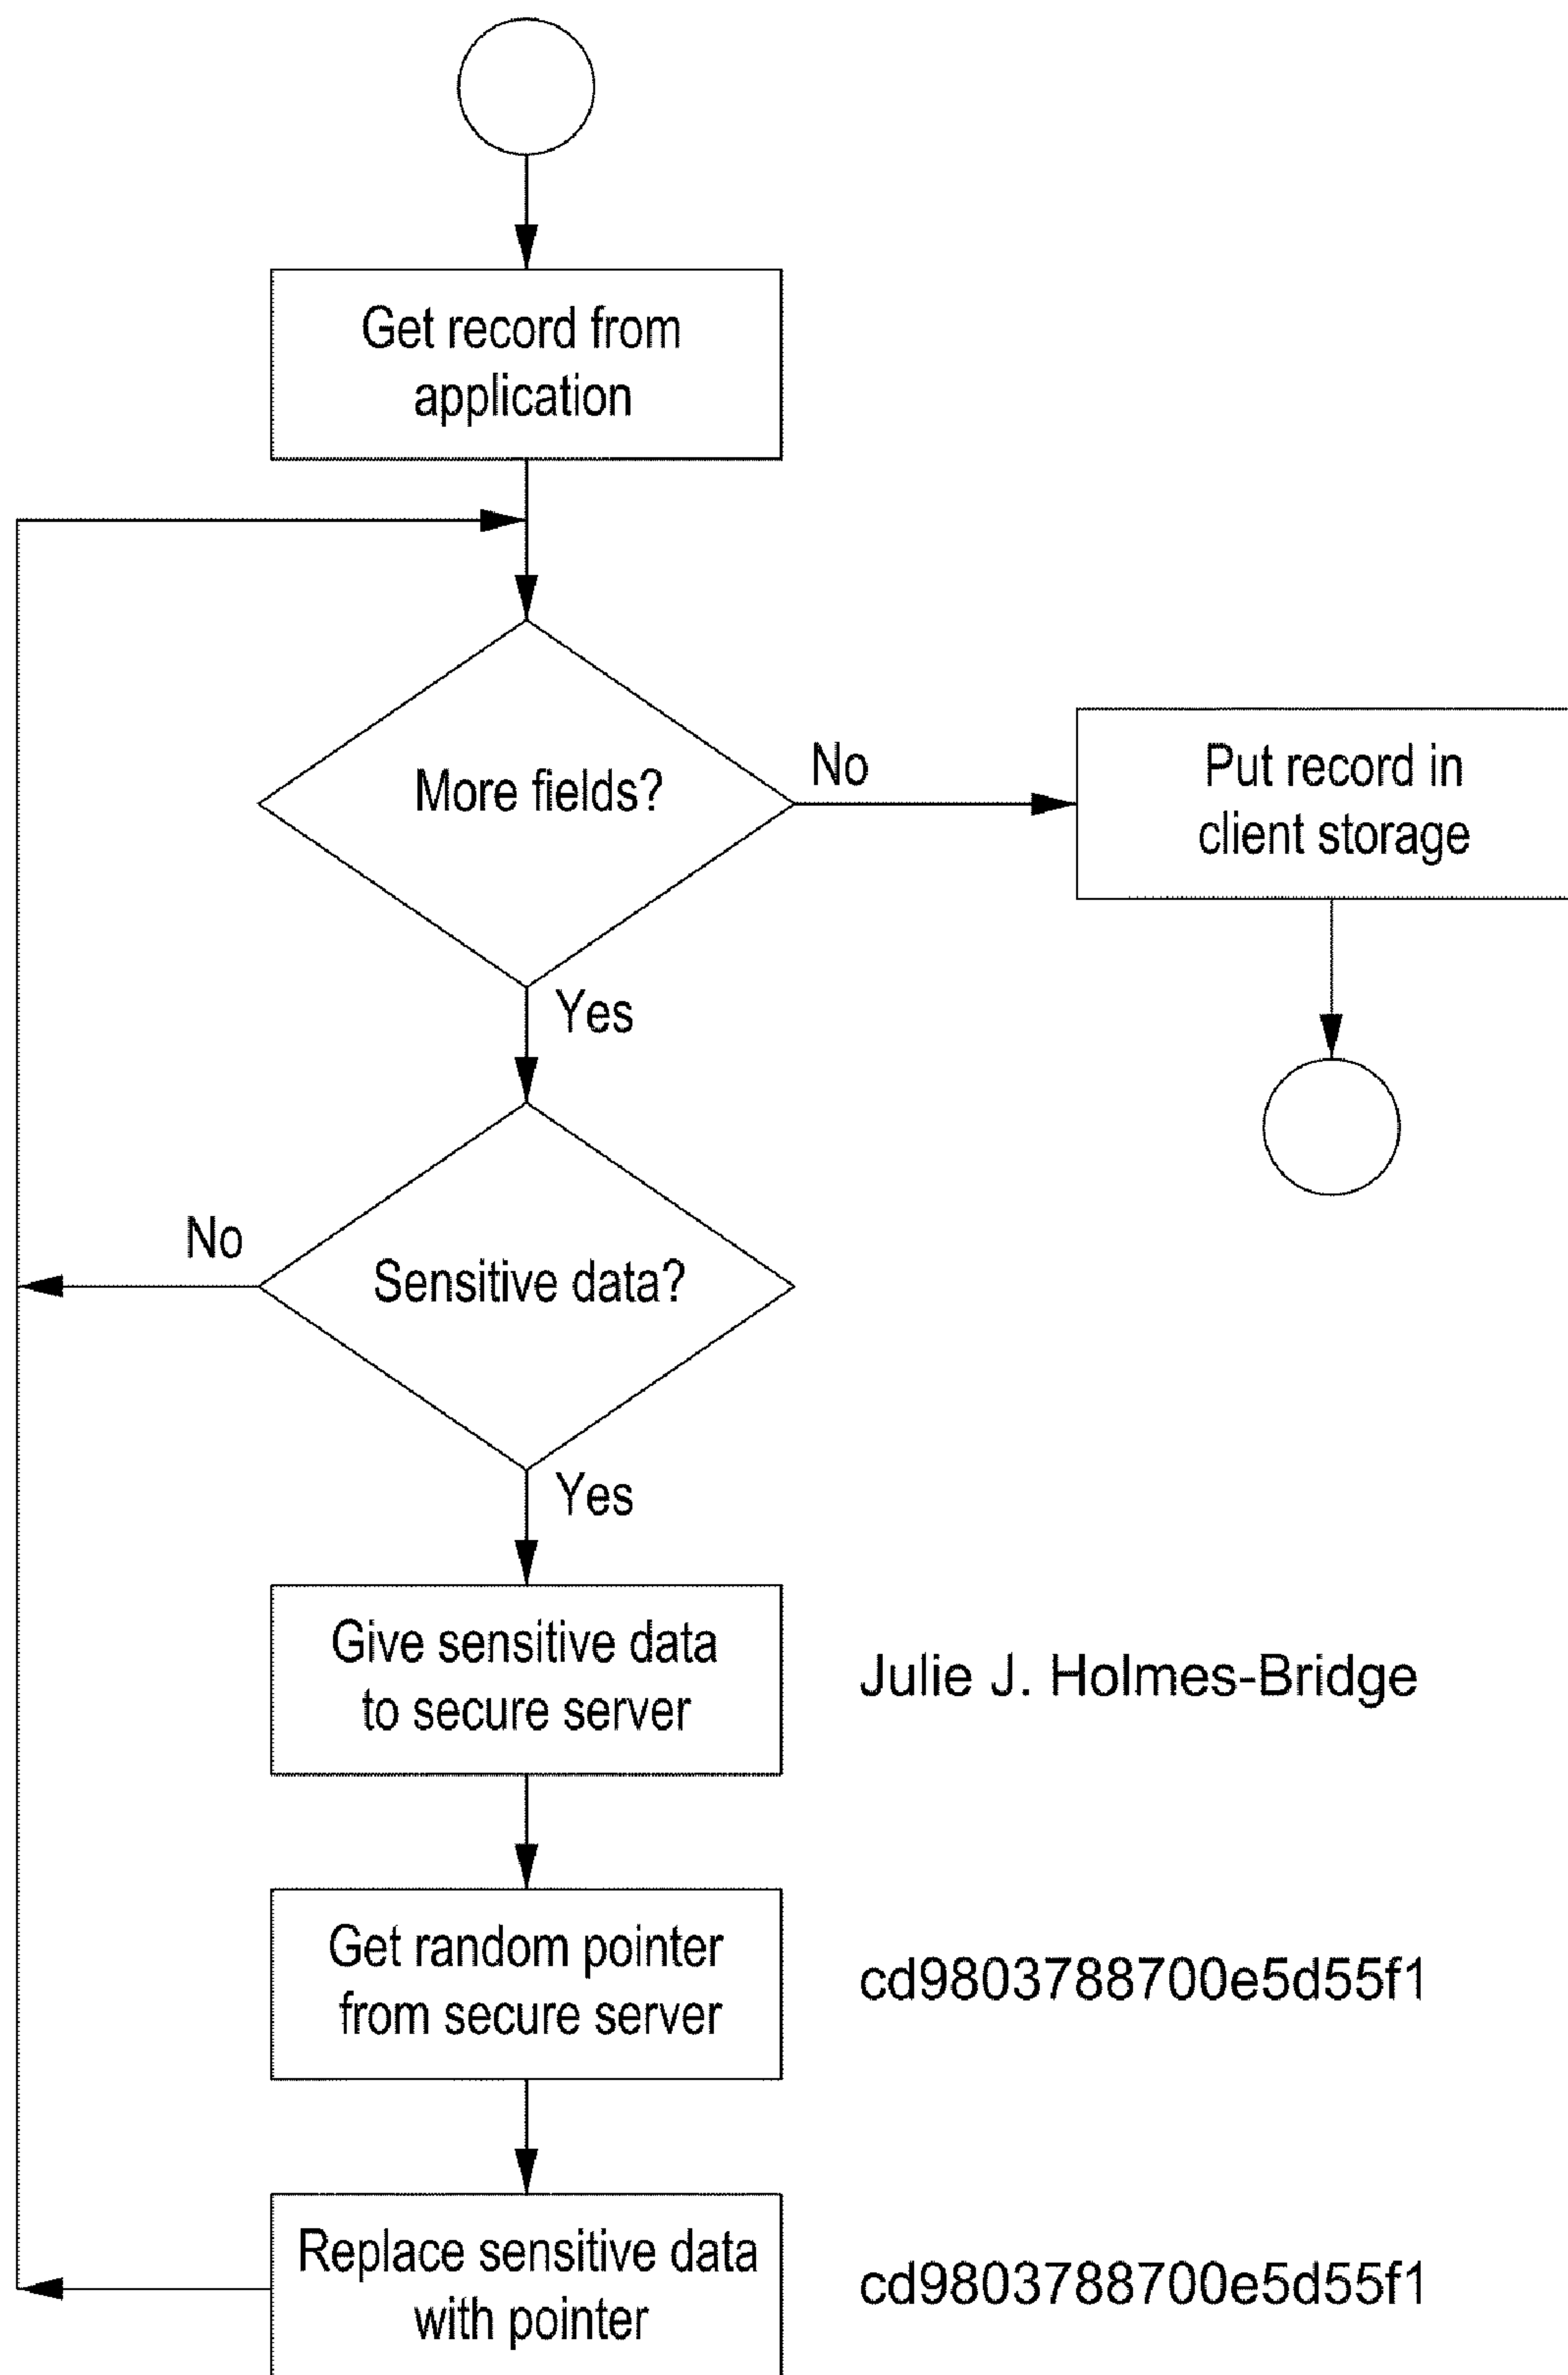 Get record from
application
More fields?
No
Put record in
client storage
Yes
No
Sensitive data?
Yes
Give sensitive data
to secure server
Julie J. Holmes-Bridge
Get random pointer
from secure server
cd9803788700e5d55f1
Replace sensitive data
with pointer
cd9803788700e5d55f1